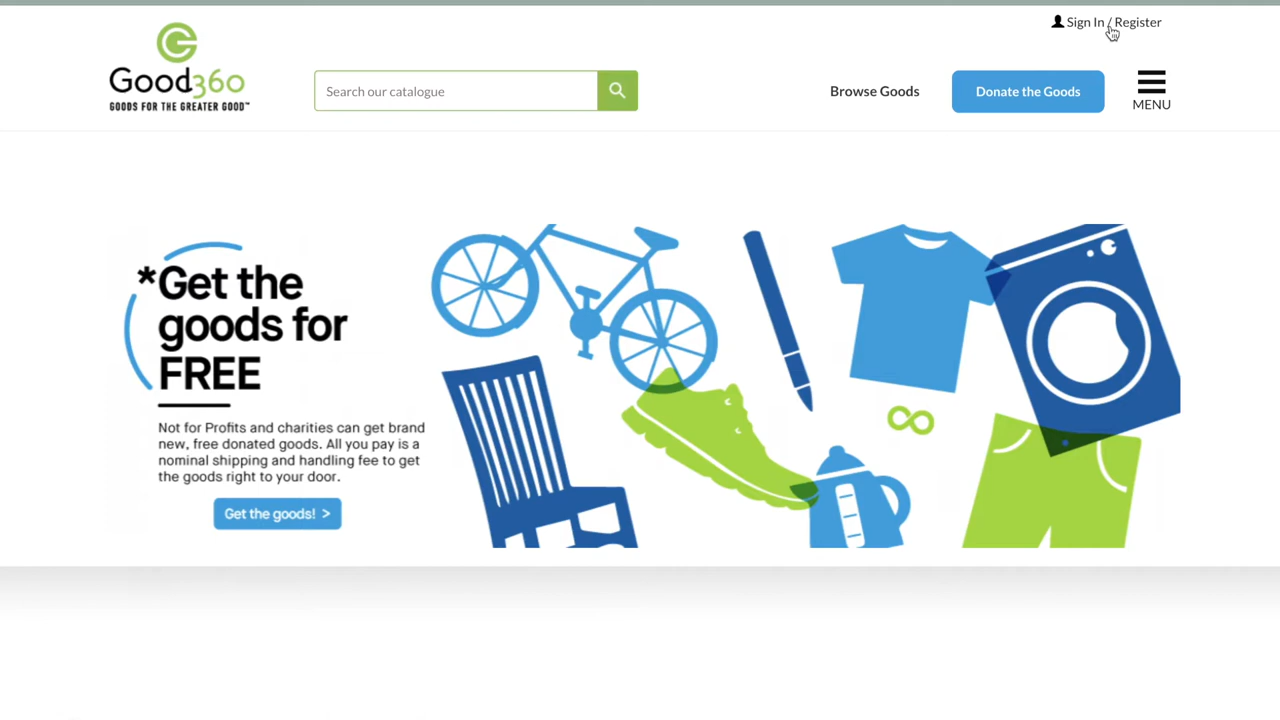 Sign In / Register
Good360
GOODS FOR THE GREATER GOOD™
Search our catalogue
Browse Goods
Donate the Goods
MENU
*Get the
goods for
FREE
Not for Profits and charities can get brand
new, free donated goods. All you pay is a
nominal shipping and handling fee to get
the goods right to your door.
Get the goods! >